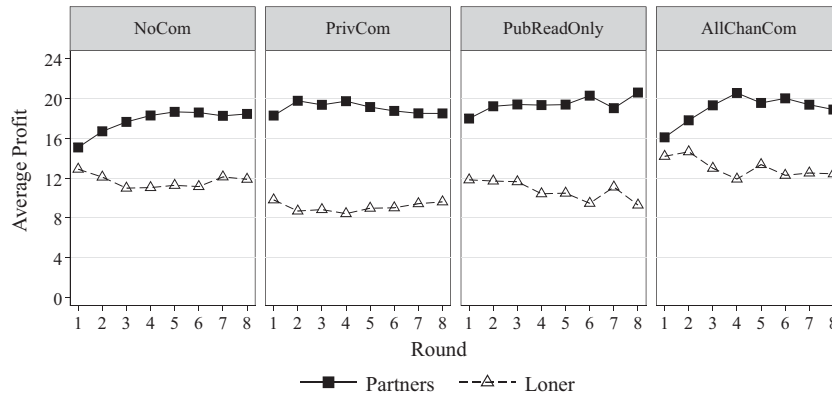 NoCom PrivCom PubReadOnly AllChanCom
24
20
16
12
8
4
0
Average Profit
1 2 3 4 5 6 7 8 1 2 3 4 5 6 7 8 1 2 3 4 5 6 7 8 1 2 3 4 5 6 7 8
Round
Partners Loner